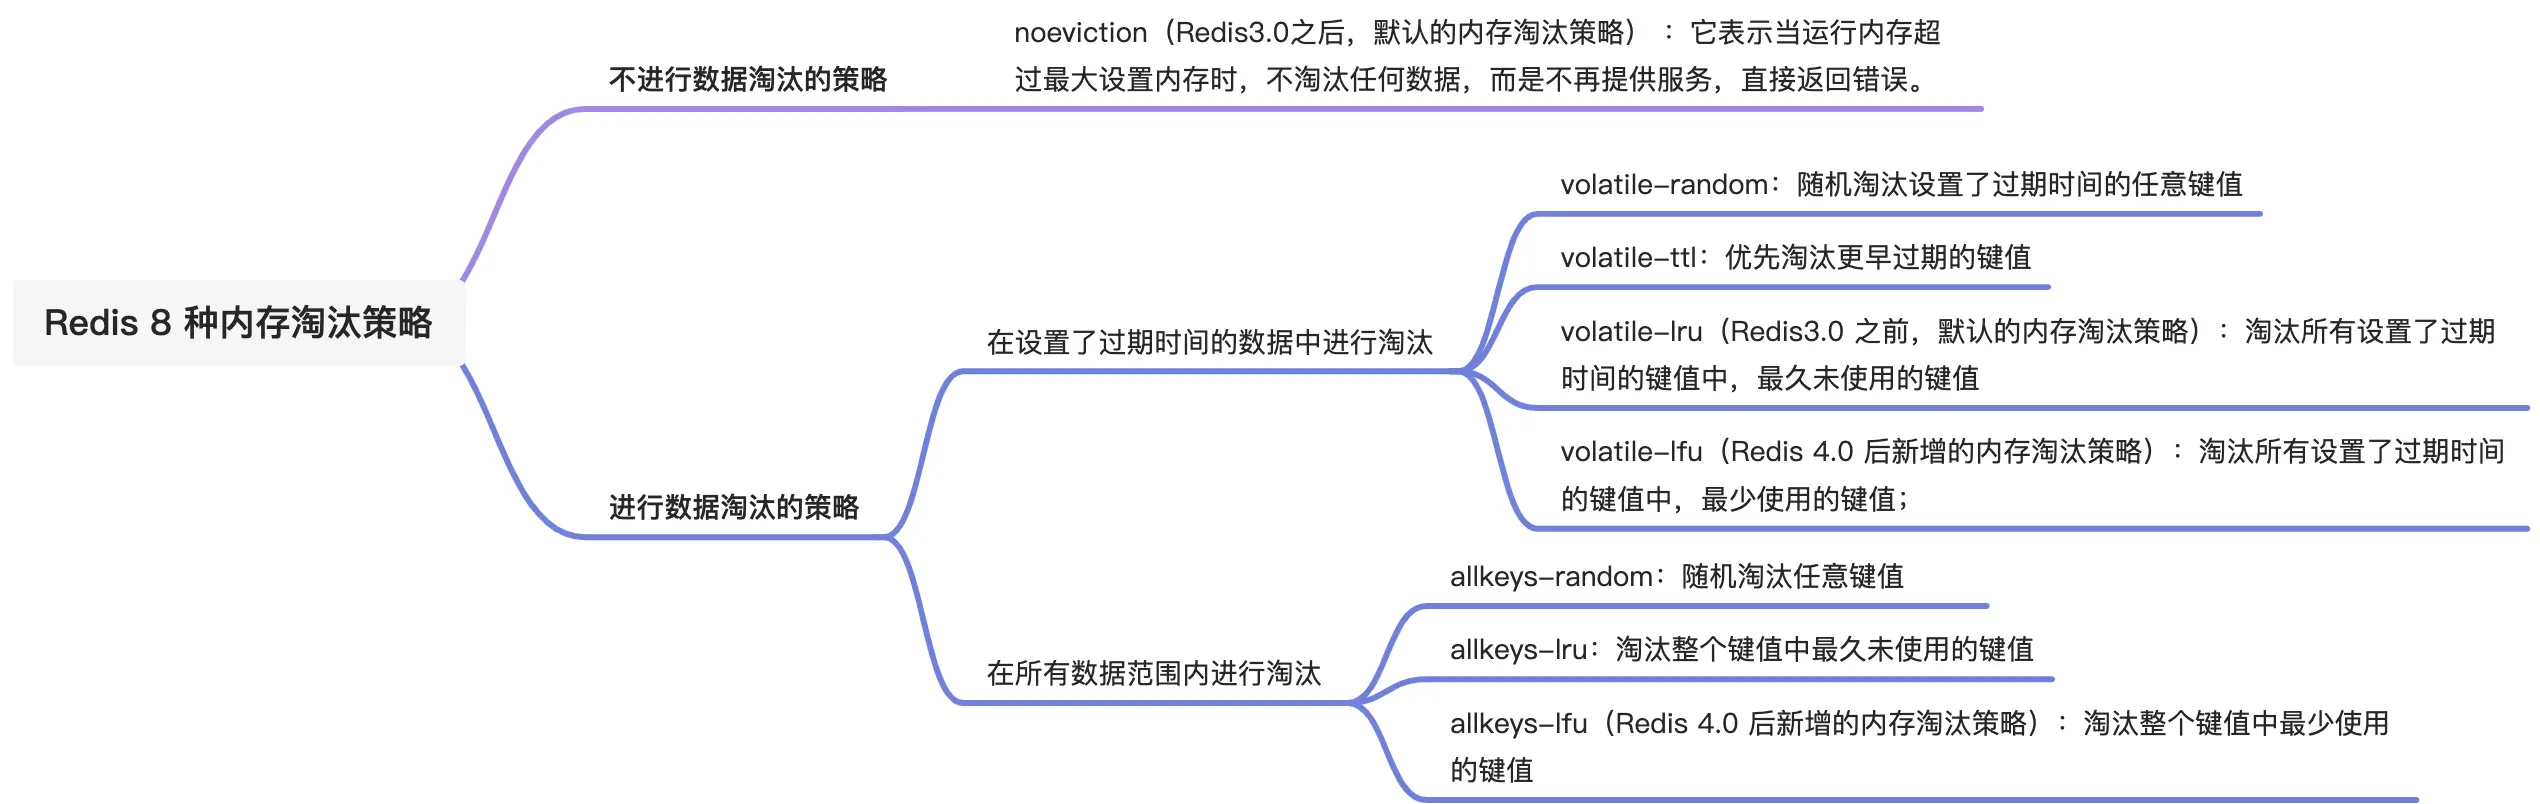 noeviction（Redis3.0之后，默认的内存淘汰策略）：它表示当运行内存超
过最大设置内存时，不淘汰任何数据，而是不再提供服务，直接返回错误。
不进行数据淘汰的策略
volatile-random：随机淘汰设置了过期时间的任意键值
volatile-ttl：优先淘汰更早过期的键值
Redis 8 种内存淘汰策略
在设置了过期时间的数据中进行淘汰
volatile-lru（Redis3.0 之前，默认的内存淘汰策略）：淘汰所有设置了过期
时间的键值中，最久未使用的键值
volatile-lfu（Redis 4.0 后新增的内存淘汰策略）：淘汰所有设置了过期时间
的键值中，最少使用的键值；
进行数据淘汰的策略
allkeys-random：随机淘汰任意键值
allkeys-lru：淘汰整个键值中最久未使用的键值
在所有数据范围内进行淘汰
allkeys-lfu（Redis 4.0 后新增的内存淘汰策略）：淘汰整个键值中最少使用
的键值